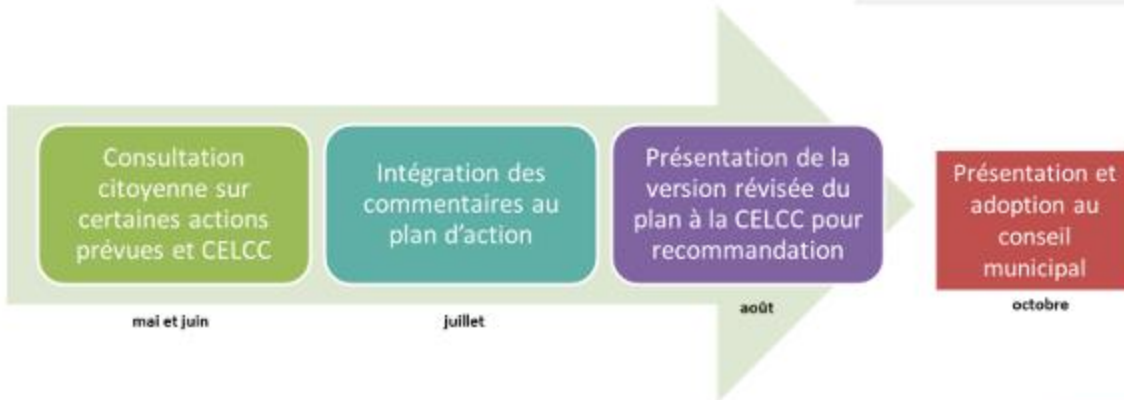 Consultation
citoyenne sur
certaines actions
prévues et CELCC
mai et juin
Intégration des
commentaires au
plan d'action
juillet
Présentation de la
version révisée du
plan à la CELCC pour
recommandation
août
Présentation et
adoption au
conseil
municipal
octobre